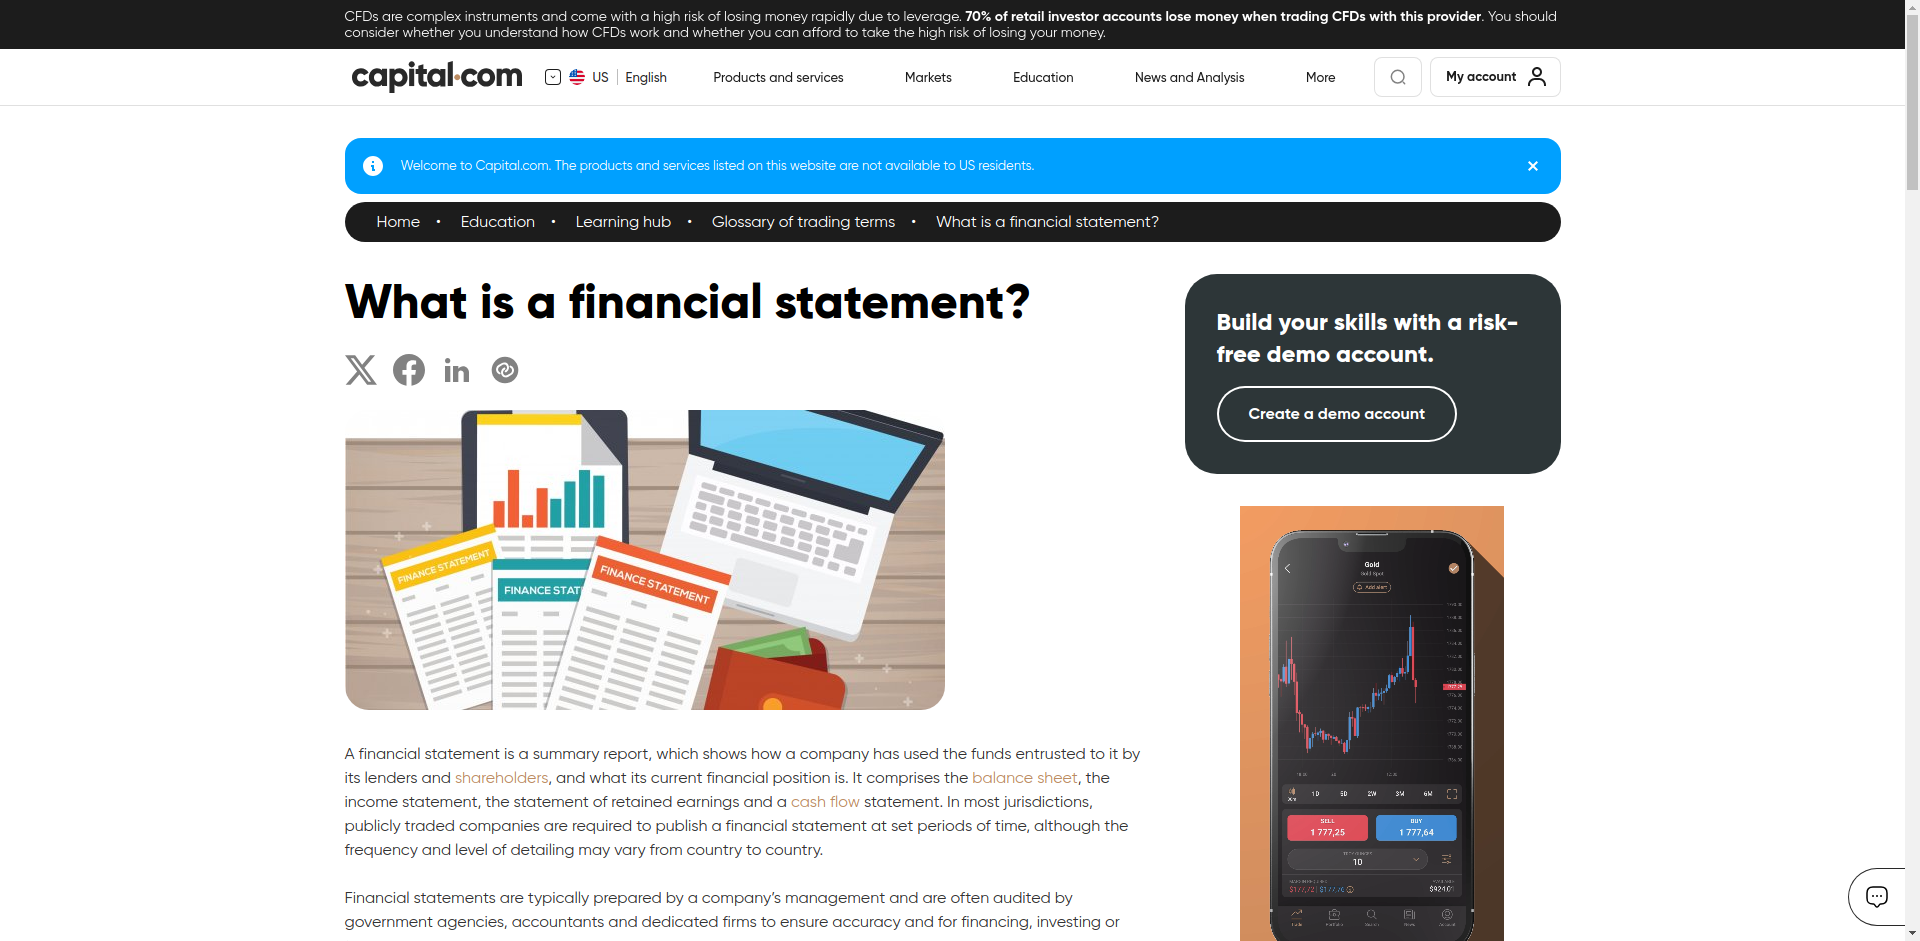 CFDs are complex instruments and come with a high risk of losing money rapidly due to leverage. 70% of retail investor accounts lose money when trading CFDs with this provider. You should
consider whether you understand how CFDs work and whether you can afford to take the high risk of losing your money.
capital.com
US English
Products and services
Markets
Education
News and Analysis
More
My account
Welcome to Capital.com. The products and services listed on this website are not available to US residents.
Home • Education • Learning hub • Glossary of trading terms • What is a financial statement?
What is a financial statement?
FINANCE STATEMENT
FINANCE STAT
FINANCE STATEMENT
A financial statement is a summary report, which shows how a company has used the funds entrusted to it by
its lenders and shareholders, and what its current financial position is. It comprises the balance sheet, the
income statement, the statement of retained earnings and a cash flow statement. In most jurisdictions,
publicly traded companies are required to publish a financial statement at set periods of time, although the
frequency and level of detailing may vary from country to country.
Financial statements are typically prepared by a company’s management and are often audited by
government agencies, accountants and dedicated firms to ensure accuracy and for financing, investing or
Build your skills with a risk-
free demo account.
Create a demo account
Gold
Gold Spot
Add alert
1D 5D 2W 3M 6M
SELL
1 777,25
BUY
1 777,64
10
$924.01